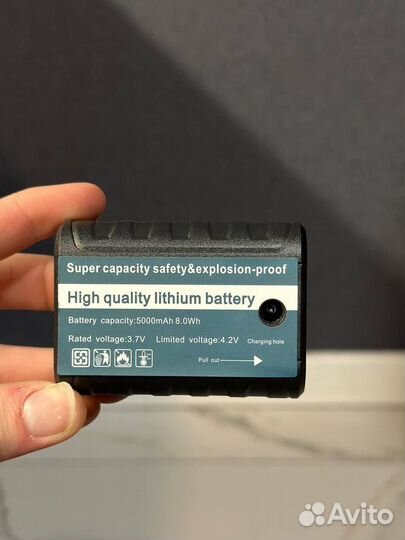 Super capacity safety&explosion-proof
High quality lithium battery
Battery capacity:5000mAh 8.0Wh
Rated voltage:3.7V Limited voltage:4.2V Charging hole
Pull out
Avito